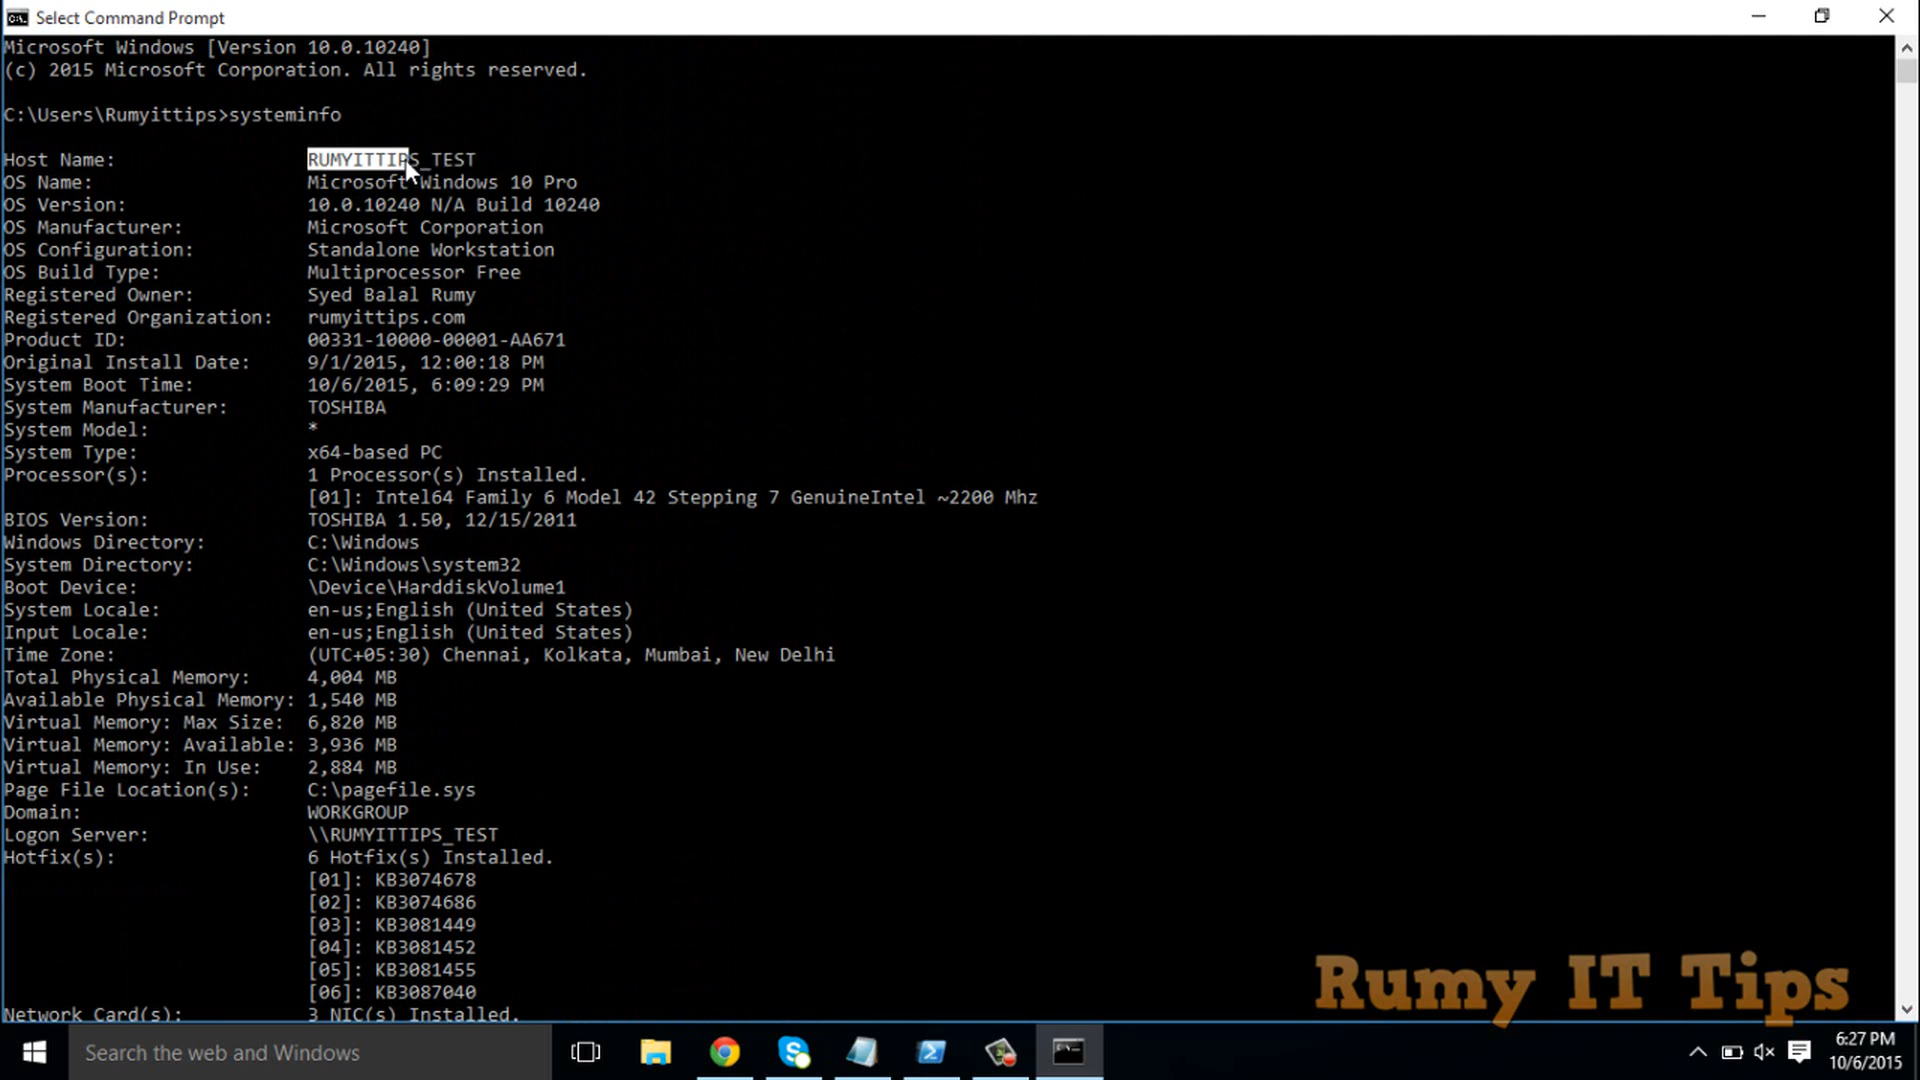 Select Command Prompt
Microsoft Windows [Version 10.0.10240]
(c) 2015 Microsoft Corporation. All rights reserved.
C:\Users\Rumyittips>systeminfo
Host Name: RUMYITTIPS_TEST
OS Name: Microsoft Windows 10 Pro
OS Version: 10.0.10240 N/A Build 10240
OS Manufacturer: Microsoft Corporation
OS Configuration: Standalone Workstation
OS Build Type: Multiprocessor Free
Registered Owner: Syed Balal Rumy
Registered Organization: rumyittips.com
Product ID: 00331-10000-00001-AA671
Original Install Date: 9/1/2015, 12:00:18 PM
System Boot Time: 10/6/2015, 6:09:29 PM
System Manufacturer: TOSHIBA
System Model: *
System Type: x64-based PC
Processor(s): 1 Processor(s) Installed.
[01]: Intel64 Family 6 Model 42 Stepping 7 GenuineIntel ~2200 Mhz
BIOS Version: TOSHIBA 1.50, 12/15/2011
Windows Directory: C:\Windows
System Directory: C:\Windows\system32
Boot Device: \Device\HarddiskVolume1
System Locale: en-us;English (United States)
Input Locale: en-us;English (United States)
Time Zone: (UTC+05:30) Chennai, Kolkata, Mumbai, New Delhi
Total Physical Memory: 4,004 MB
Available Physical Memory: 1,540 MB
Virtual Memory: Max Size: 6,820 MB
Virtual Memory: Available: 3,936 MB
Virtual Memory: In Use: 2,884 MB
Page File Location(s): C:\pagefile.sys
Domain: WORKGROUP
Logon Server: \\RUMYITTIPS_TEST
Hotfix(s): 6 Hotfix(s) Installed.
[01]: KB3074678
[02]: KB3074686
[03]: KB3081449
[04]: KB3081452
[05]: KB3081455
[06]: KB3087040
Network Card(s): 3 NIC(s) Installed.
Rumy IT Tips
Search the web and Windows
6:27 PM
10/6/2015